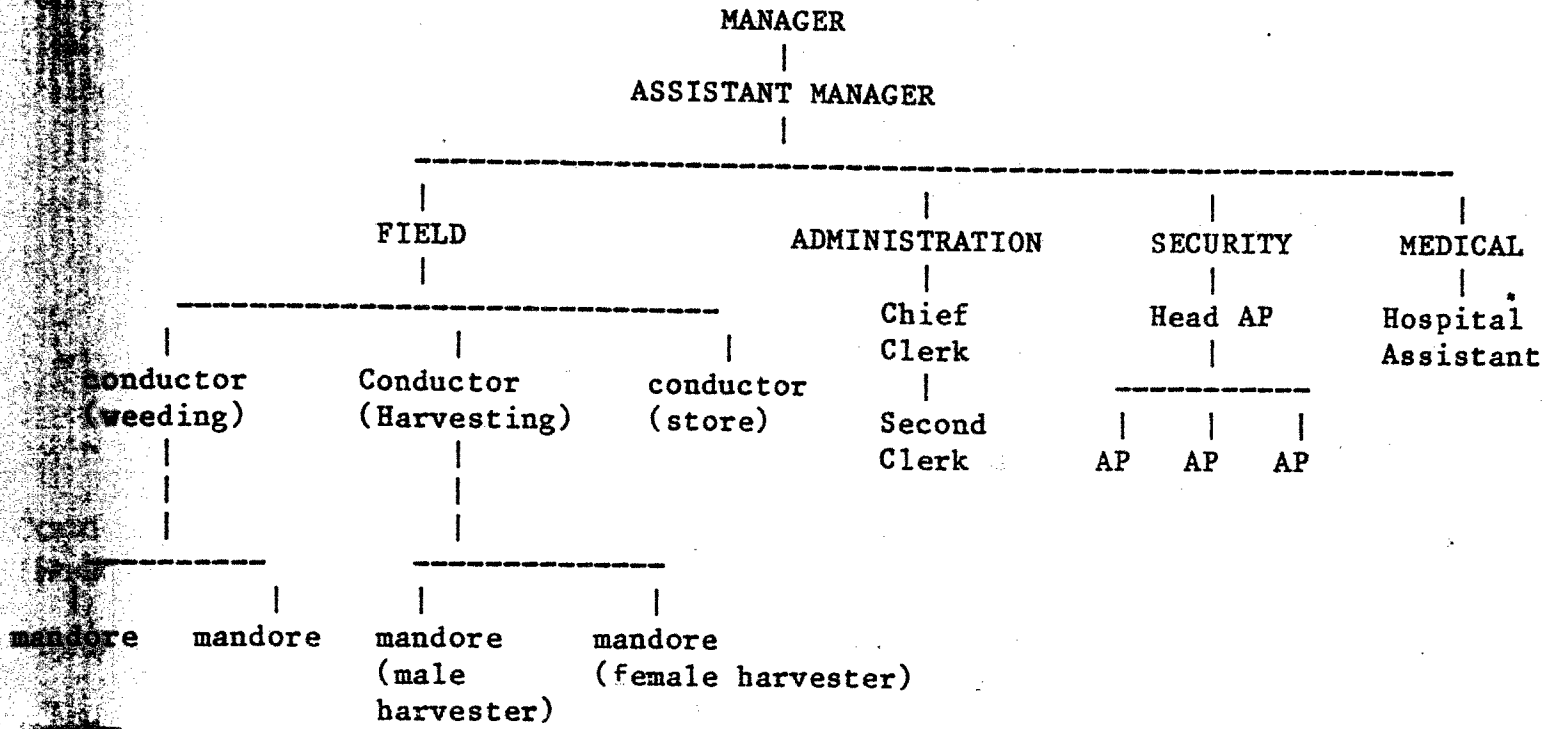 MANAGER
ASSISTANT MANAGER
FIELD ADMINISTRATION SECURITY MEDICAL
Chief Head AP Hospital
Clerk Assistant
conductor Conductor conductor
(weeding) (Harvesting) (store)
Second
Clerk AP AP AP
mandore mandore mandore mandore
(male (female harvester)
harvester)